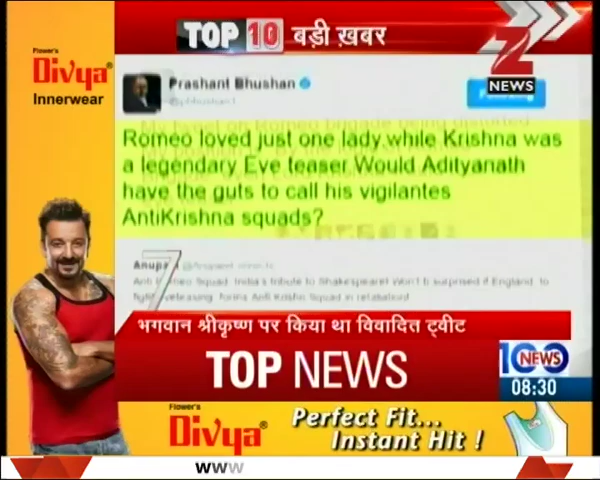 TOP 10 बड़ी ख़बर
Z
NEWS
Flower's
Divya®
Innerwear
Prashant Bhushan
@pbhushan1
Following
Romeo loved just one lady,while Krishna was
a legendary Eve teaser.Would Adityanath
have the guts to call his vigilantes
AntiKrishna squads?
7
Anti Romeo Squad. India's tribute to Shakespeare! Won't b surprised if England, to
भगवान श्रीकृष्ण पर किया था विवादित ट्वीट
TOP NEWS
100 NEWS
08:30
Flower's
Divya®
Perfect Fit...
Instant Hit !
www